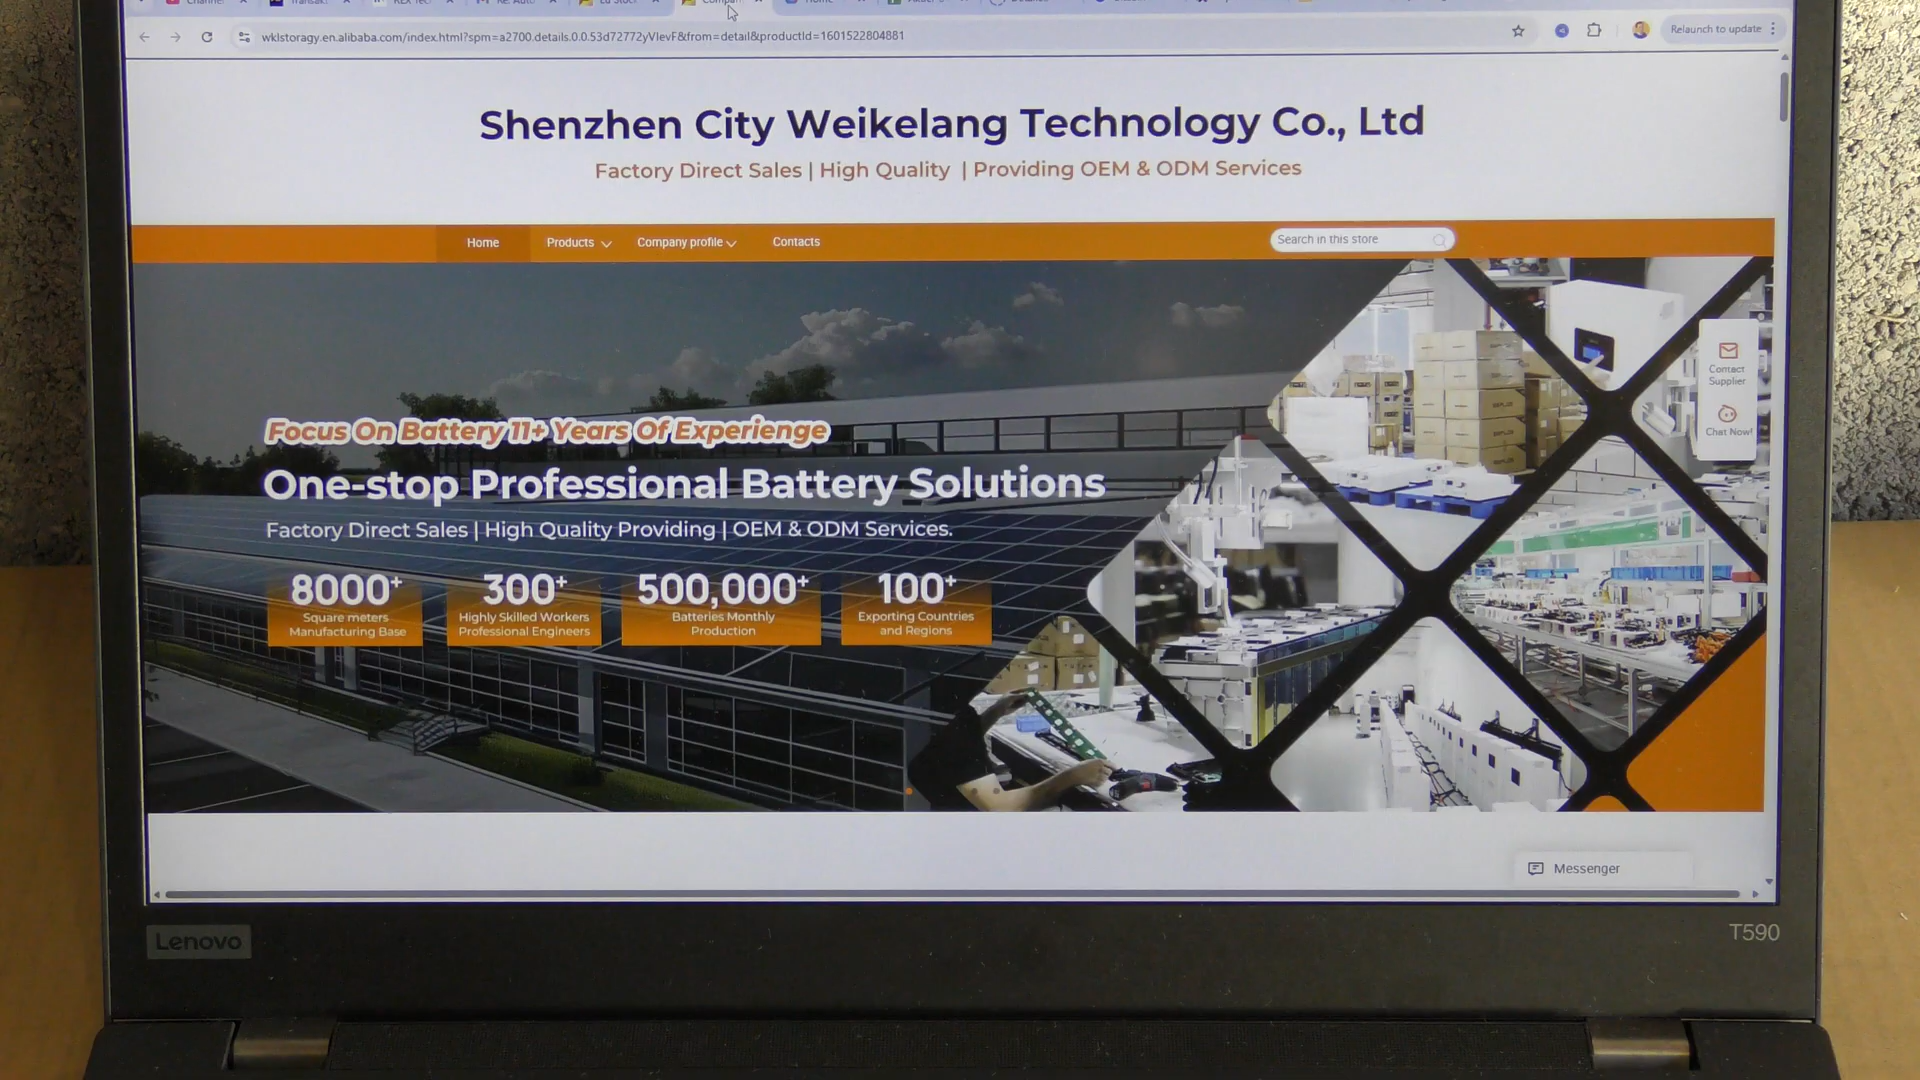 wklstoragy.en.alibaba.com/index.html?spm=a2700.details.0.0.53d72772yVlevF&from=detail&productId=1601522804881
Relaunch to update
Shenzhen City Weikelang Technology Co., Ltd
Factory Direct Sales | High Quality | Providing OEM & ODM Services
Home
Products
Company profile
Contacts
Search in this store
Contact
Supplier
Chat Now!
Focus On Battery 11+ Years Of Experienge
One-stop Professional Battery Solutions
Factory Direct Sales | High Quality Providing | OEM & ODM Services.
8000+
Square meters
Manufacturing Base
300+
Highly Skilled Workers
Professional Engineers
500,000+
Batteries Monthly
Production
100+
Exporting Countries
and Regions
Messenger
Lenovo
T590